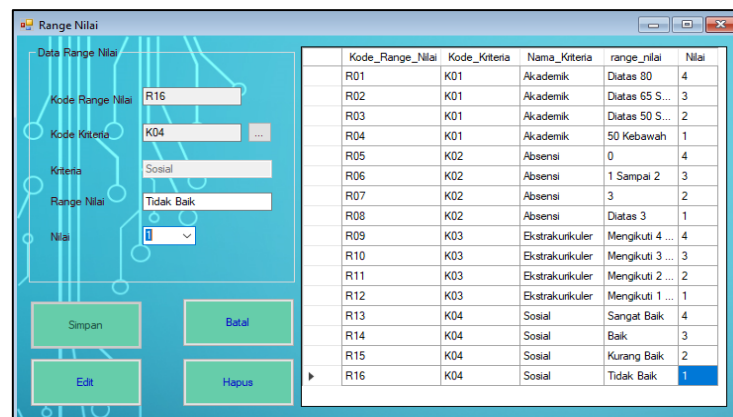 Range Nilai
Data Range Nilai
Kode Range Nilai R16
Kode Kriteria K04 ...
Kriteria Sosial
Range Nilai Tidak Baik
Nilai 1
Simpan Batal
Edit Hapus
Kode_Range_Nilai Kode_Kriteria Nama_Kriteria range_nilai Nilai
R01 K01 Akademik Diatas 80 4
R02 K01 Akademik Diatas 65 S... 3
R03 K01 Akademik Diatas 50 S... 2
R04 K01 Akademik 50 Kebawah 1
R05 K02 Absensi 0 4
R06 K02 Absensi 1 Sampai 2 3
R07 K02 Absensi 3 2
R08 K02 Absensi Diatas 3 1
R09 K03 Ekstrakurikuler Mengikuti 4 ... 4
R10 K03 Ekstrakurikuler Mengikuti 3 ... 3
R11 K03 Ekstrakurikuler Mengikuti 2 ... 2
R12 K03 Ekstrakurikuler Mengikuti 1 ... 1
R13 K04 Sosial Sangat Baik 4
R14 K04 Sosial Baik 3
R15 K04 Sosial Kurang Baik 2
R16 K04 Sosial Tidak Baik 1